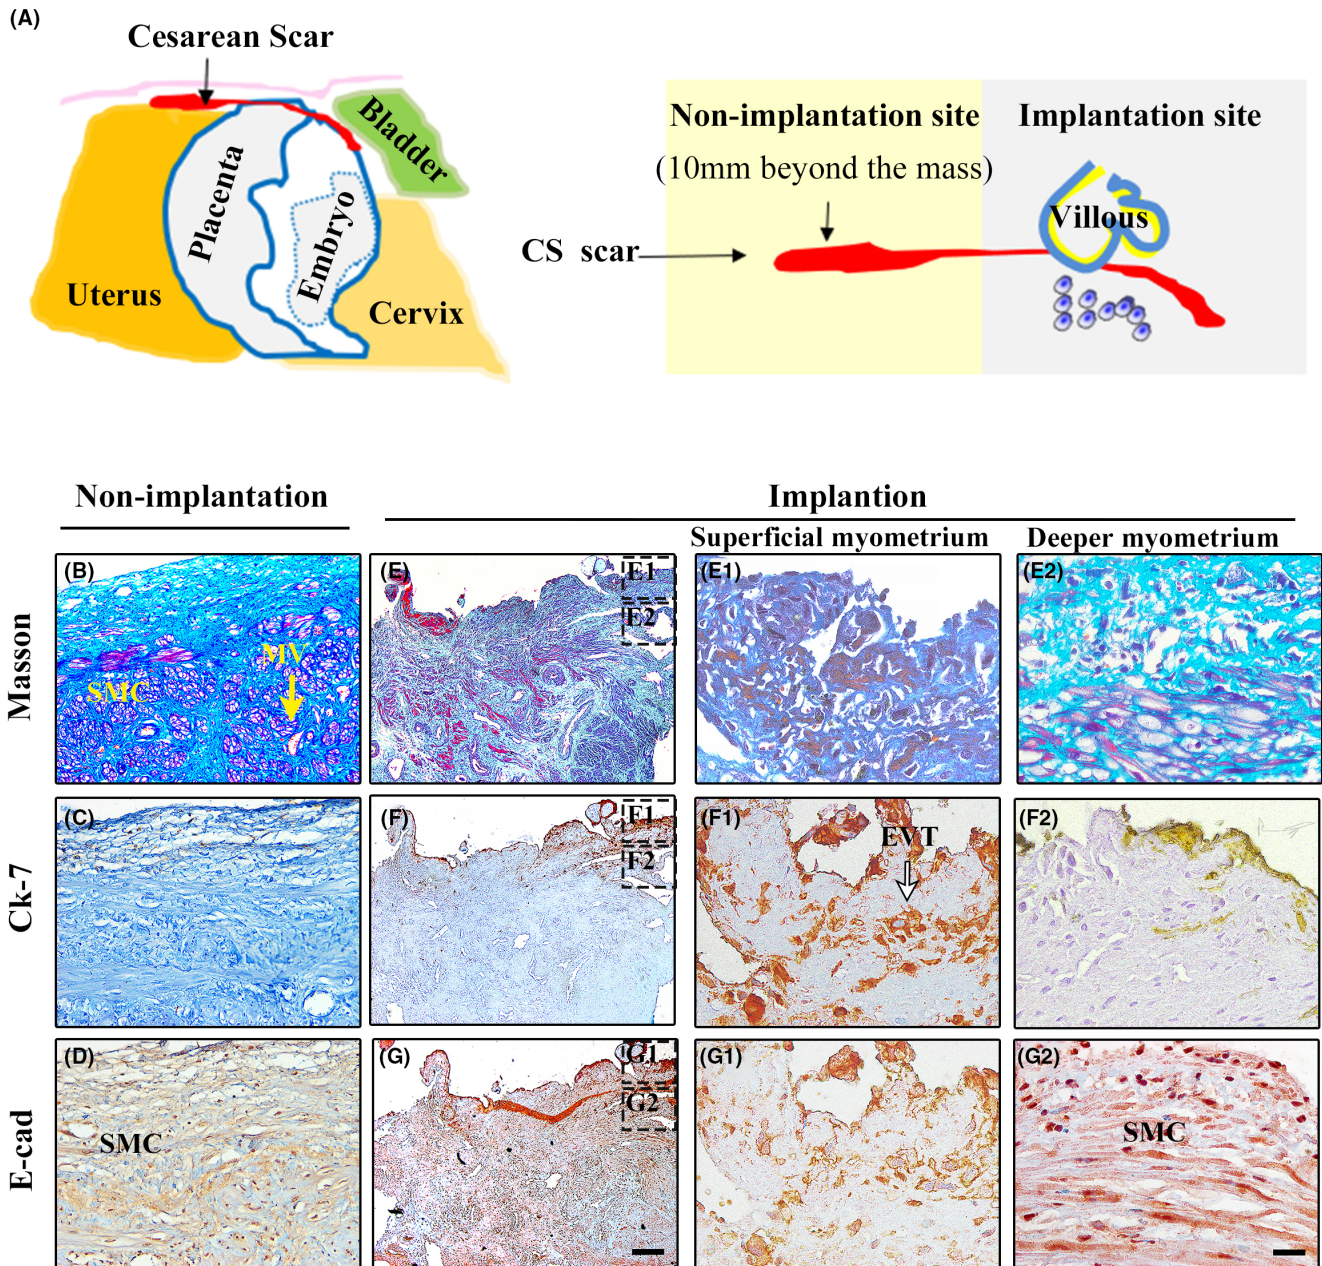 (A)
Cesarean Scar
Bladder
Placenta
Embryo
Uterus
Cervix
Non-implantation site
Implantation site
(10mm beyond the mass)
Villous
CS scar
Non-implantation
Implantion
Superficial myometrium
Deeper myometrium
Masson
(B)
MV
SMC
(E)
E1
E2
(E1)
(E2)
Ck-7
(C)
(F)
F1
F2
(F1)
EVT
(F2)
E-cad
(D)
SMC
(G)
G1
G2
(G1)
(G2)
SMC